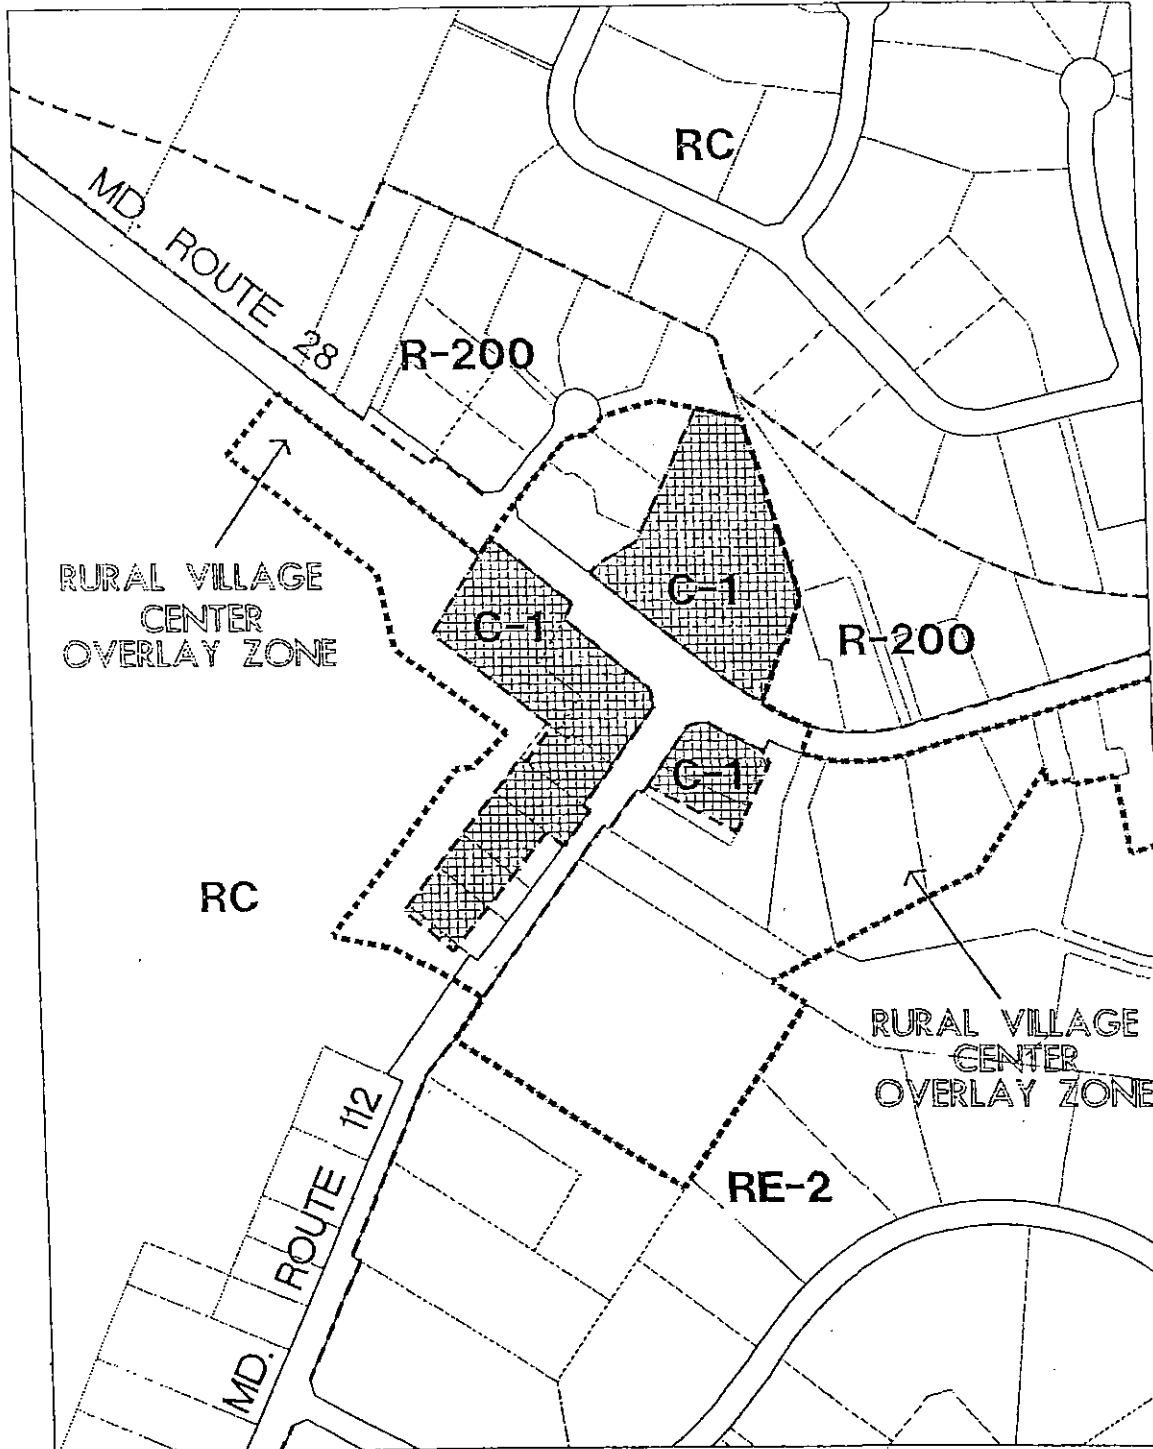 RC
MD. ROUTE 28
R-200
C-1
C-1
RURAL VILLAGE
CENTER
OVERLAY ZONE
R-200
C-1
RC
RURAL VILLAGE
CENTER
OVERLAY ZONE
MD. ROUTE 112
RE-2